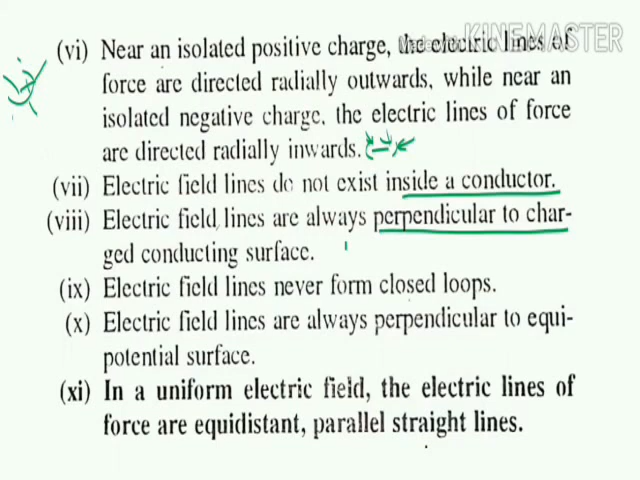 KINEMASTER
(vi) Near an isolated positive charge, the electric lines of
force are directed radially outwards, while near an
isolated negative charge, the electric lines of force
are directed radially inwards.
(vii) Electric field lines do not exist inside a conductor.
(viii) Electric field lines are always perpendicular to char-
ged conducting surface.
(ix) Electric field lines never form closed loops.
(x) Electric field lines are always perpendicular to equi-
potential surface.
(xi) In a uniform electric field, the electric lines of
force are equidistant, parallel straight lines.